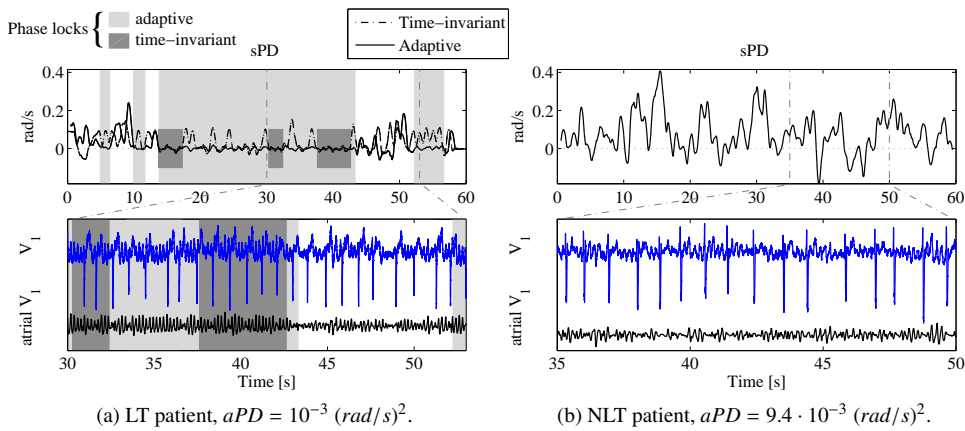 Phase locks { adaptive
time−invariant
Time−invariant
Adaptive
sPD
rad/s
0.4
0.2
0
0 10 20 30 40 50 60
V1
atrial V1
30 35 40 45 50
Time [s]
(a) LT patient, aPD = 10⁻³ (rad/s)².
sPD
rad/s
0.4
0.2
0
0 10 20 30 40 50 60
V1
atrial V1
35 40 45 50
Time [s]
(b) NLT patient, aPD = 9.4 · 10⁻³ (rad/s)².